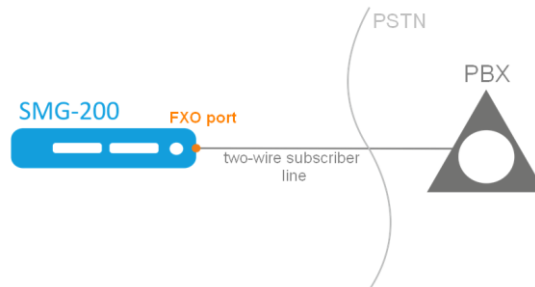 PSTN
PBX
SMG-200
FXO port
two-wire subscriber
line